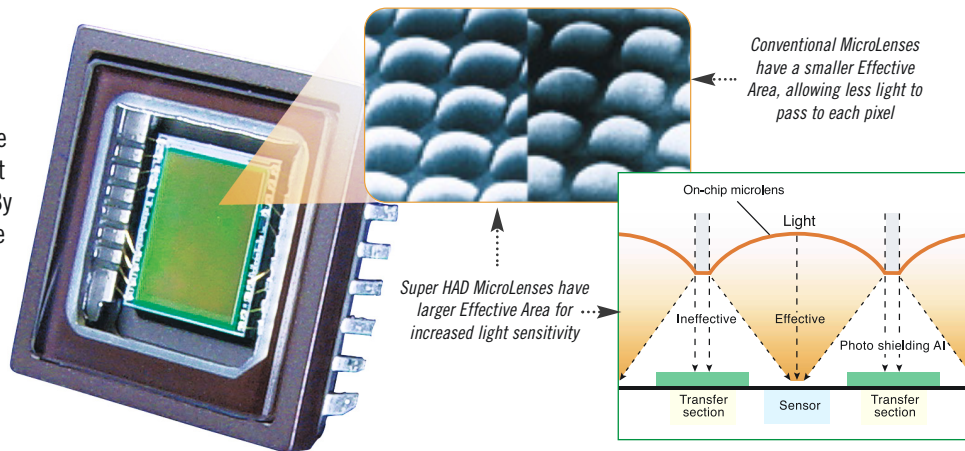 e
t
By
e
Conventional MicroLenses
have a smaller Effective
Area, allowing less light to
pass to each pixel
Super HAD MicroLenses have
larger Effective Area for
increased light sensitivity
On-chip microlens
Light
Ineffective
Effective
Photo shielding Al
Transfer
section
Sensor
Transfer
section